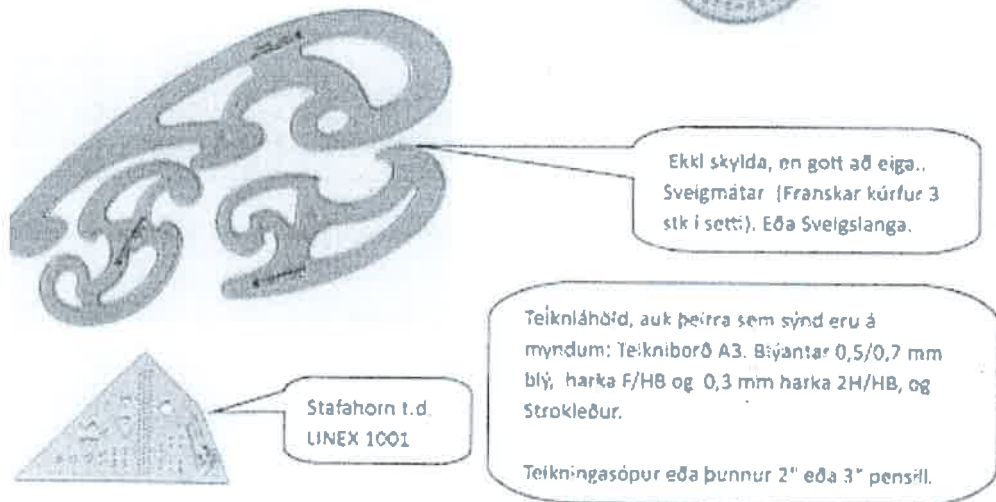 Ekki skylda, en gott að eiga..
Sveigmátar (Franskar kúrfur 3
stk í setti). Eða Sveigslanga.
Teikniáhöld, auk þeirra sem sýnd eru á
myndum: Teikniborð A3. Blýantar 0,5/0,7 mm
blý, harka F/HB og 0,3 mm harka 2H/HB, og
Strokleður.
Stafahorn t.d.
LINEX 1001
Teikningasópur eða þunnur 2" eða 3" pensill.